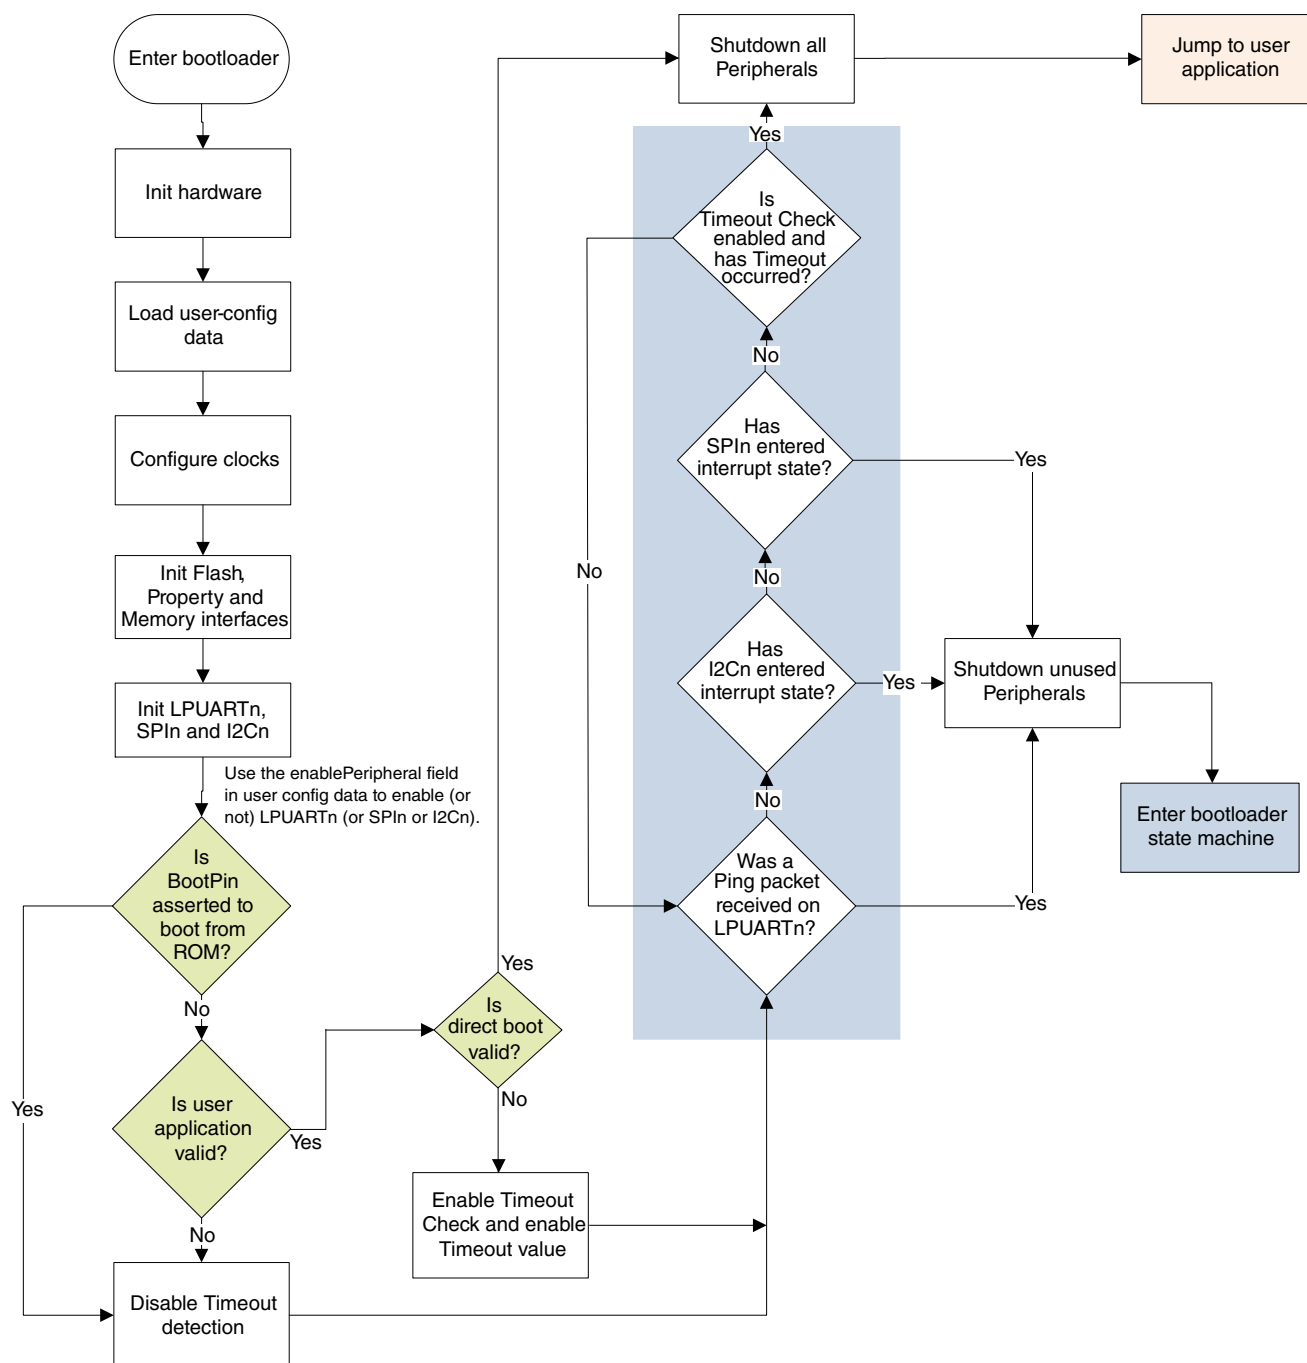 Enter bootloader
Init hardware
Load user-config
data
Configure clocks
Init Flash,
Property and
Memory interfaces
Init LPUARTn,
SPIn and I2Cn
Use the enablePeripheral field
in user config data to enable (or
not) LPUARTn (or SPIn or I2Cn).
Is
BootPin
asserted to
boot from
ROM?
Yes
No
Is user
application
valid?
Yes
No
Disable Timeout
detection
Is
direct boot
valid?
Yes
No
Enable Timeout
Check and enable
Timeout value
Shutdown all
Peripherals
Jump to user
application
Yes
Is
Timeout Check
enabled and
has Timeout
occurred?
No
No
Has
SPIn entered
interrupt state?
Yes
No
Has
I2Cn entered
interrupt state?
Yes
No
Was a
Ping packet
received on
LPUARTn?
Yes
Shutdown unused
Peripherals
Enter bootloader
state machine